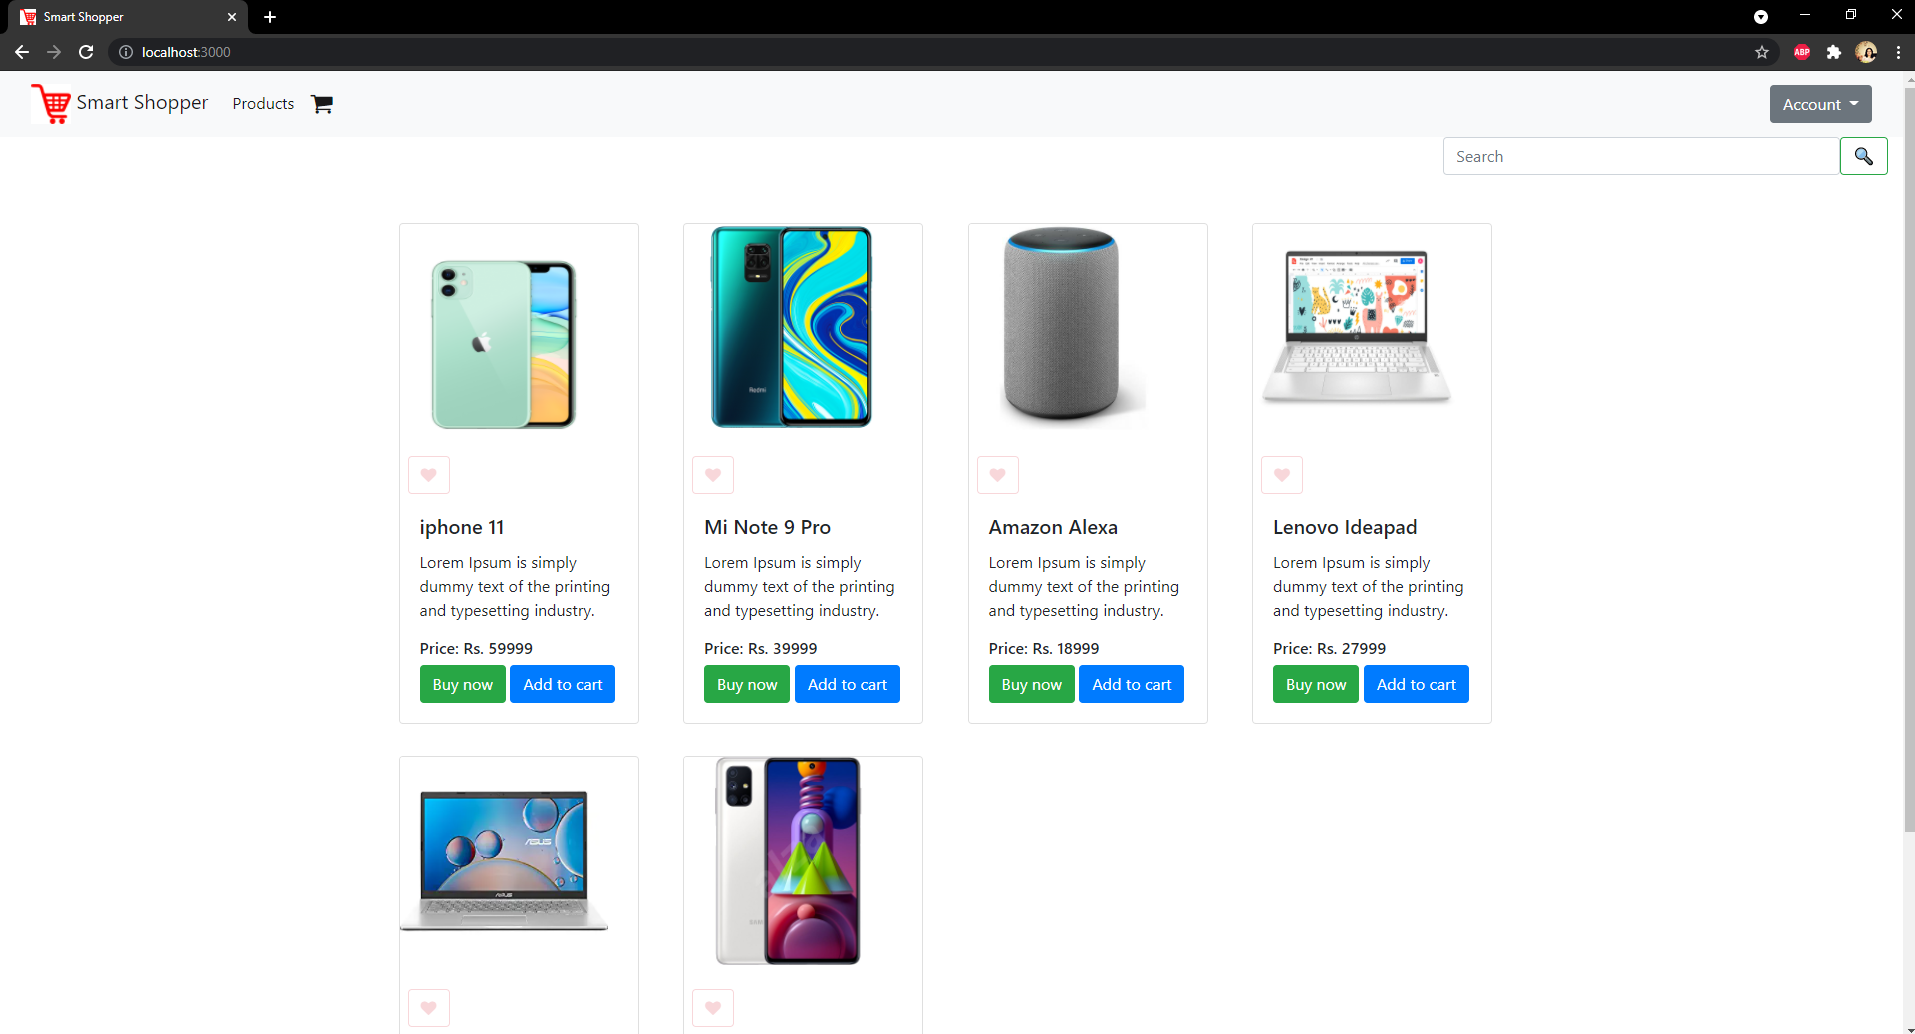 Smart Shopper
localhost:3000
ABP
Smart Shopper Products Account
Search
Redmi
iphone 11
Lorem Ipsum is simply
dummy text of the printing
and typesetting industry.
Price: Rs. 59999
Buy now Add to cart
Mi Note 9 Pro
Lorem Ipsum is simply
dummy text of the printing
and typesetting industry.
Price: Rs. 39999
Buy now Add to cart
Amazon Alexa
Lorem Ipsum is simply
dummy text of the printing
and typesetting industry.
Price: Rs. 18999
Buy now Add to cart
Lenovo Ideapad
Lorem Ipsum is simply
dummy text of the printing
and typesetting industry.
Price: Rs. 27999
Buy now Add to cart
ASUS
ASUS